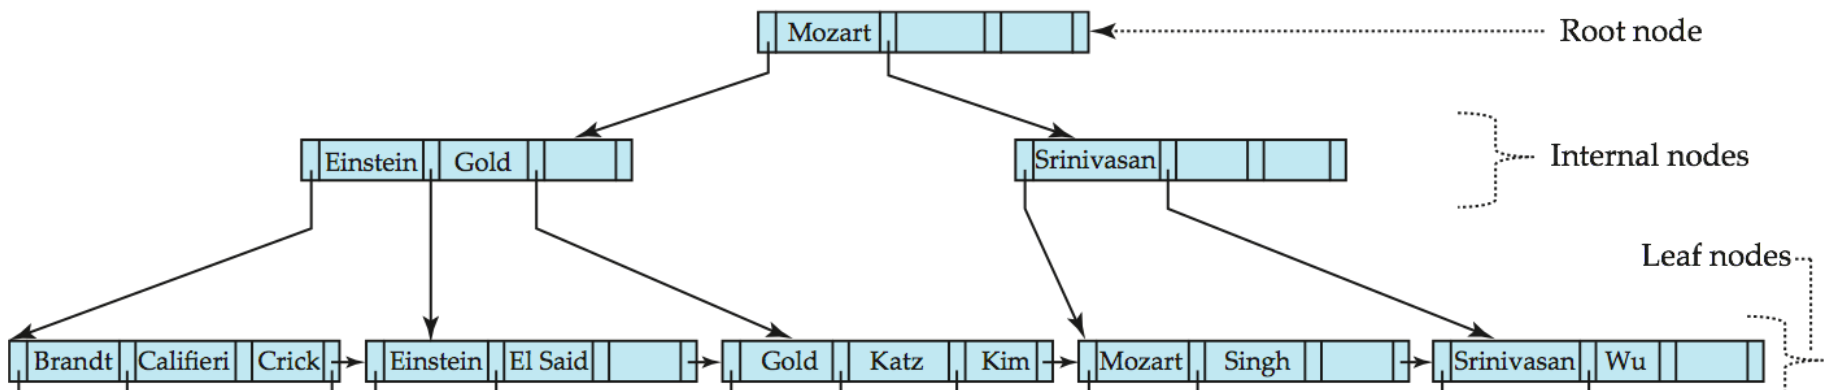 Mozart
Root node
Einstein Gold
Srinivasan
Internal nodes
Leaf nodes
Brandt Califieri Crick
Einstein El Said
Gold Katz Kim
Mozart Singh
Srinivasan Wu